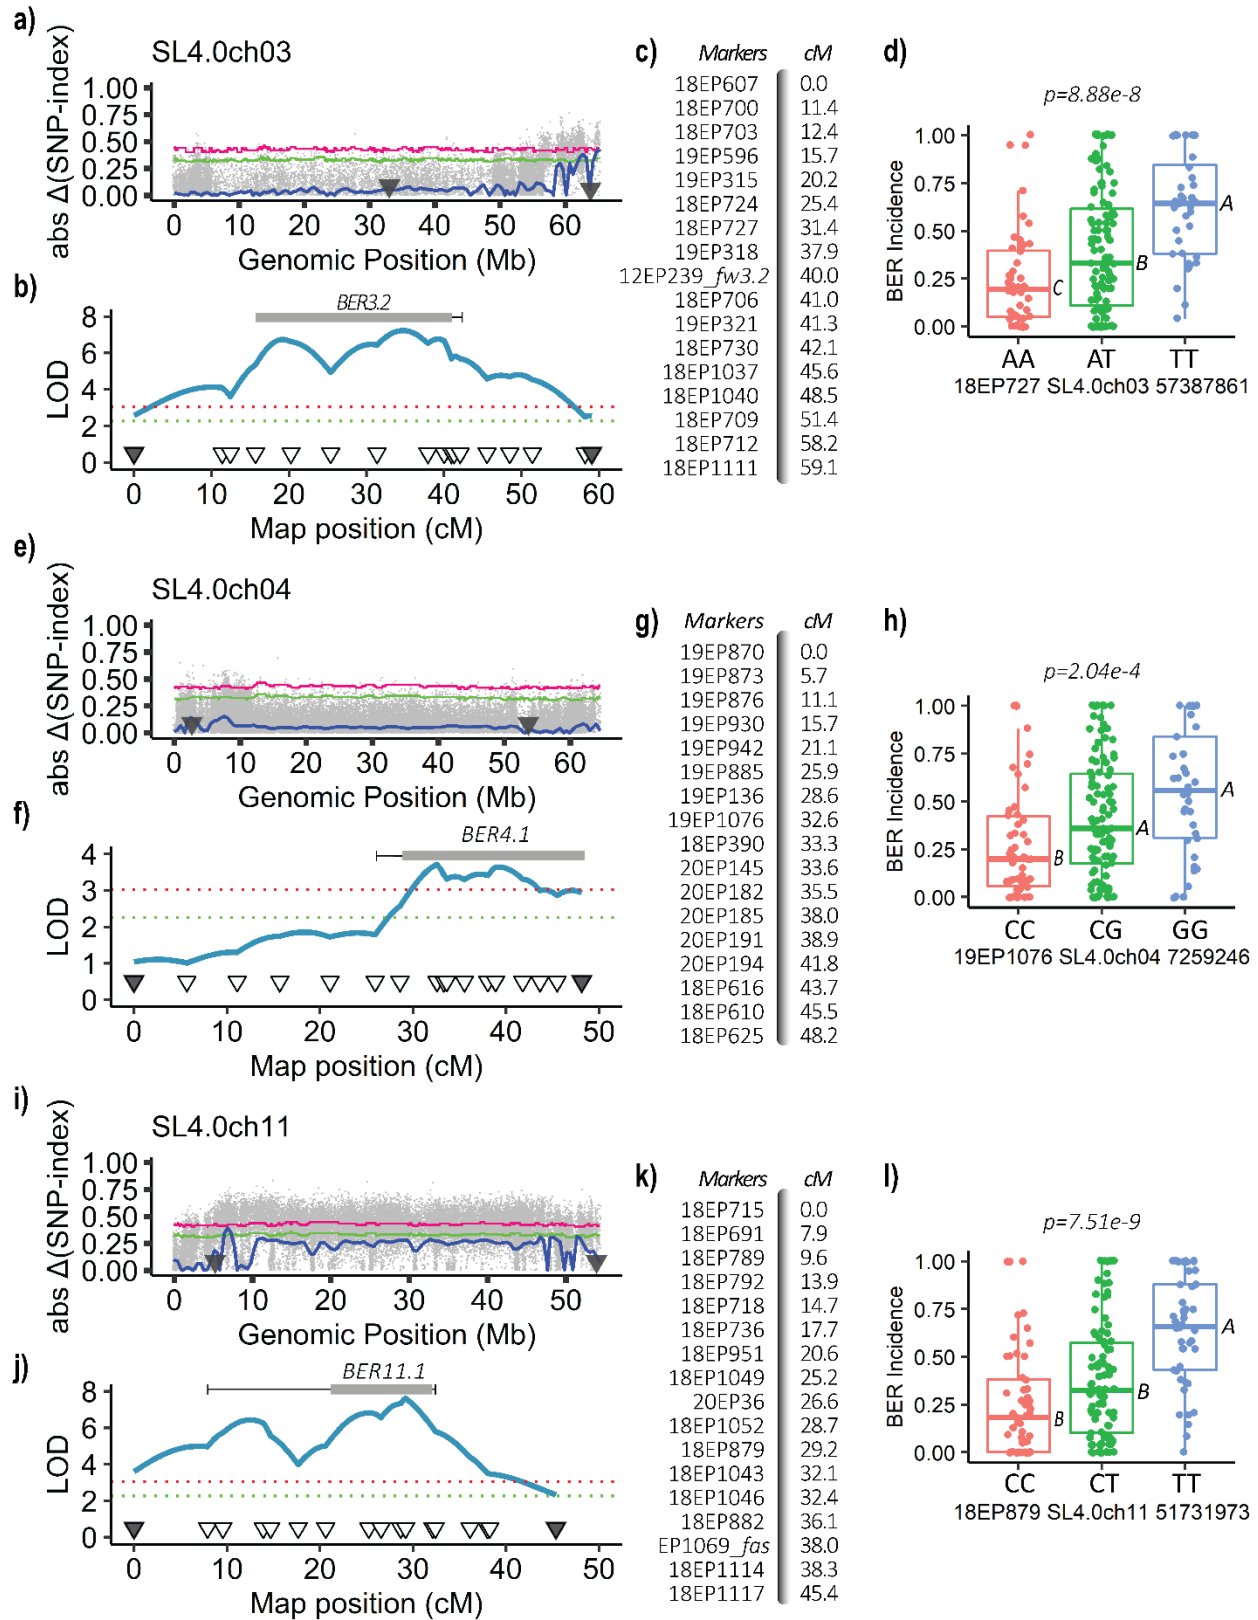 a)
SL4.0ch03
abs Δ(SNP-index)
1.00
0.75
0.50
0.25
0.00
0 10 20 30 40 50 60
Genomic Position (Mb)
b)
BER3.2
LOD
8
6
4
2
0
0 10 20 30 40 50 60
Map position (cM)
c)
Markers cM
18EP607 0.0
18EP700 11.4
18EP703 12.4
19EP596 15.7
19EP315 20.2
18EP724 25.4
18EP727 31.4
19EP318 37.9
12EP239_fw3.2 40.0
18EP706 41.0
19EP321 41.3
18EP730 42.1
18EP1037 45.6
18EP1040 48.5
18EP709 51.4
18EP712 58.2
18EP1111 59.1
d)
p=8.88e-8
BER Incidence
1.00
0.75
0.50
0.25
0.00
C
B
A
AA AT TT
18EP727 SL4.0ch03 57387861
e)
SL4.0ch04
abs Δ(SNP-index)
1.00
0.75
0.50
0.25
0.00
0 10 20 30 40 50 60
Genomic Position (Mb)
f)
BER4.1
LOD
4
3
2
1
0
0 10 20 30 40 50
Map position (cM)
g)
Markers cM
19EP870 0.0
19EP873 5.7
19EP876 11.1
19EP930 15.7
19EP942 21.1
19EP885 25.9
19EP136 28.6
19EP1076 32.6
18EP390 33.3
20EP145 33.6
20EP182 35.5
20EP185 38.0
20EP191 38.9
20EP194 41.8
18EP616 43.7
18EP610 45.5
18EP625 48.2
h)
p=2.04e-4
BER Incidence
1.00
0.75
0.50
0.25
0.00
B
A
A
CC CG GG
19EP1076 SL4.0ch04 7259246
i)
SL4.0ch11
abs Δ(SNP-index)
1.00
0.75
0.50
0.25
0.00
0 10 20 30 40 50
Genomic Position (Mb)
j)
BER11.1
LOD
8
6
4
2
0
0 10 20 30 40 50
Map position (cM)
k)
Markers cM
18EP715 0.0
18EP691 7.9
18EP789 9.6
18EP792 13.9
18EP718 14.7
18EP736 17.7
18EP951 20.6
18EP1049 25.2
20EP36 26.6
18EP1052 28.7
18EP879 29.2
18EP1043 32.1
18EP1046 32.4
18EP882 36.1
EP1069_fas 38.0
18EP1114 38.3
18EP1117 45.4
l)
p=7.51e-9
BER Incidence
1.00
0.75
0.50
0.25
0.00
B
B
A
CC CT TT
18EP879 SL4.0ch11 51731973